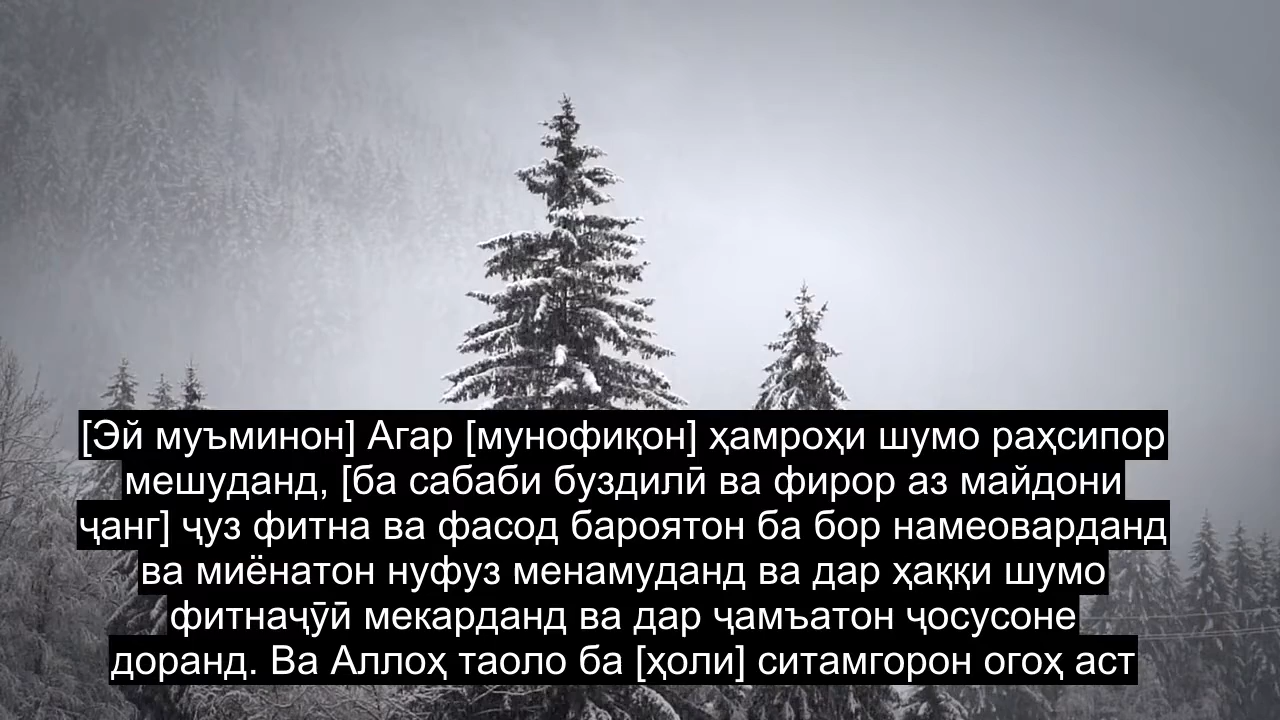 [Эй муъминон] Агар [мунофиқон] ҳамроҳи шумо раҳсипор
мешуданд, [ба сабаби буздилӣ ва фирор аз майдони
ҷанг] ҷуз фитна ва фасод бароятон ба бор намеоварданд
ва миёнатон нуфуз менамуданд ва дар ҳаққи шумо
фитнаҷӯӣ мекарданд ва дар ҷамъатон ҷосусоне
доранд. Ва Аллоҳ таоло ба [ҳоли] ситамгорон огоҳ аст